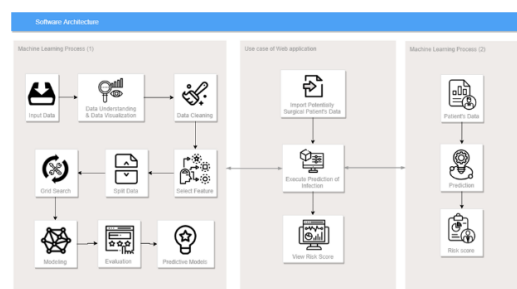 Software Architecture
Machine Learning Process (1)
Input Data
Data Understanding
& Data Visualization
Data Cleaning
Grid Search
Split Data
Select Feature
Modeling
Evaluation
Predictive Models
Use case of Web application
Import Potentially
Surgical Patient's Data
Execute Prediction of
Infection
View Risk Score
Machine Learning Process (2)
Patient's Data
Prediction
Risk score